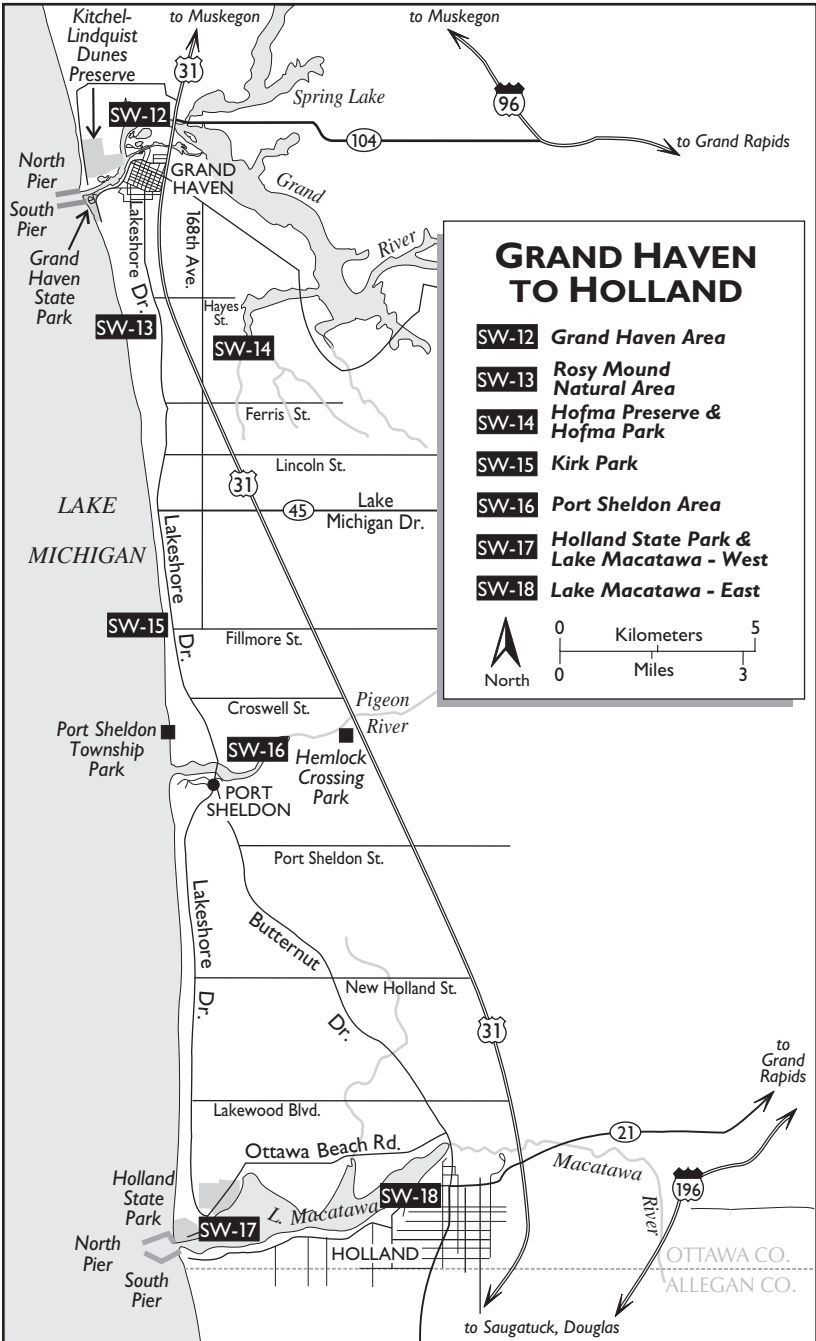 Kitchel-
Lindquist
Dunes
Preserve
to Muskegon
to Muskegon
31
96
Spring Lake
SW-12
104
to Grand Rapids
North
Pier
South
Pier
GRAND
HAVEN
Grand
River
Grand
Haven
State
Park
Lakeshore Dr.
168th Ave.
Hayes
St.
SW-13
SW-14
Ferris St.
Lincoln St.
31
45
Lake
Michigan Dr.
LAKE
MICHIGAN
Lakeshore
Dr.
SW-15
Fillmore St.
Croswell St.
Pigeon
River
Port Sheldon
Township
Park
SW-16
Hemlock
Crossing
Park
PORT
SHELDON
Port Sheldon St.
Lakeshore
Dr.
Butternut
Dr.
New Holland St.
31
to
Grand
Rapids
Lakewood Blvd.
21
Ottawa Beach Rd.
Macatawa
River
196
Holland
State
Park
SW-18
L. Macatawa
SW-17
North
Pier
South
Pier
HOLLAND
OTTAWA CO.
ALLEGAN CO.
to Saugatuck, Douglas
GRAND HAVEN
TO HOLLAND
SW-12 Grand Haven Area
SW-13 Rosy Mound
Natural Area
SW-14 Hofma Preserve &
Hofma Park
SW-15 Kirk Park
SW-16 Port Sheldon Area
SW-17 Holland State Park &
Lake Macatawa - West
SW-18 Lake Macatawa - East
North
0 Kilometers 5
0 Miles 3